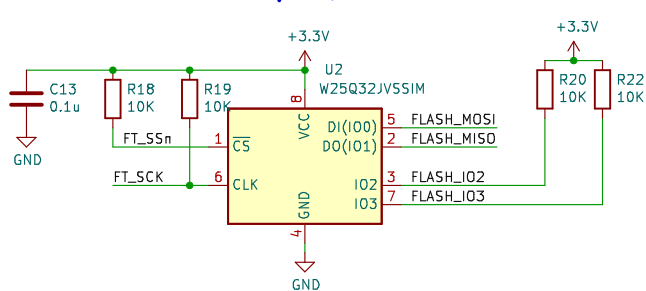 +3.3V
+3.3V
U2
W25Q32JVSSIM
C13
0.1u
R18
10K
R19
10K
R20
10K
R22
10K
8
VCC
GND
FT_SSn
1
CS
DI(IO0)
5
FLASH_MOSI
DO(IO1)
2
FLASH_MISO
FT_SCK
6
CLK
IO2
3
FLASH_IO2
IO3
7
FLASH_IO3
GND
4
GND